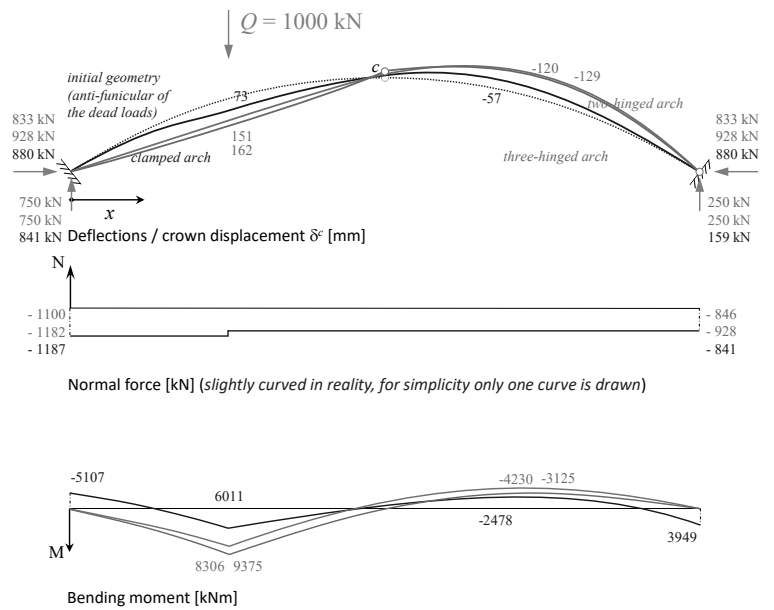 Q = 1000 kN
initial geometry
(anti-funicular of
the dead loads)
c
-120
-129
73
-57
two-hinged arch
833 kN
928 kN
880 kN
151
162
clamped arch
three-hinged arch
833 kN
928 kN
880 kN
750 kN
750 kN
841 kN
x
250 kN
250 kN
159 kN
Deflections / crown displacement δᶜ [mm]
N
- 1100
- 1182
- 1187
- 846
- 928
- 841
Normal force [kN] (slightly curved in reality, for simplicity only one curve is drawn)
-5107
6011
-4230 -3125
-2478
3949
M
8306 9375
Bending moment [kNm]